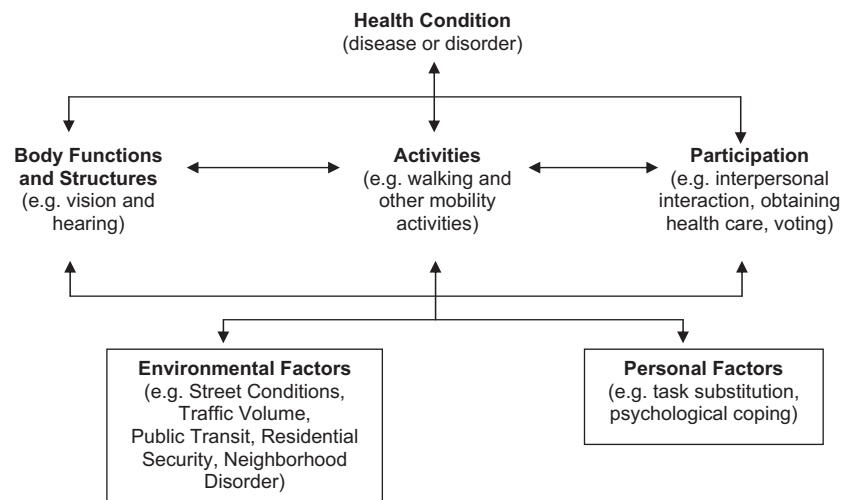 Health Condition
(disease or disorder)
Body Functions
and Structures
(e.g. vision and
hearing)
Activities
(e.g. walking and
other mobility
activities)
Participation
(e.g. interpersonal
interaction, obtaining
health care, voting)
Environmental Factors
(e.g. Street Conditions,
Traffic Volume,
Public Transit, Residential
Security, Neighborhood
Disorder)
Personal Factors
(e.g. task substitution,
psychological coping)